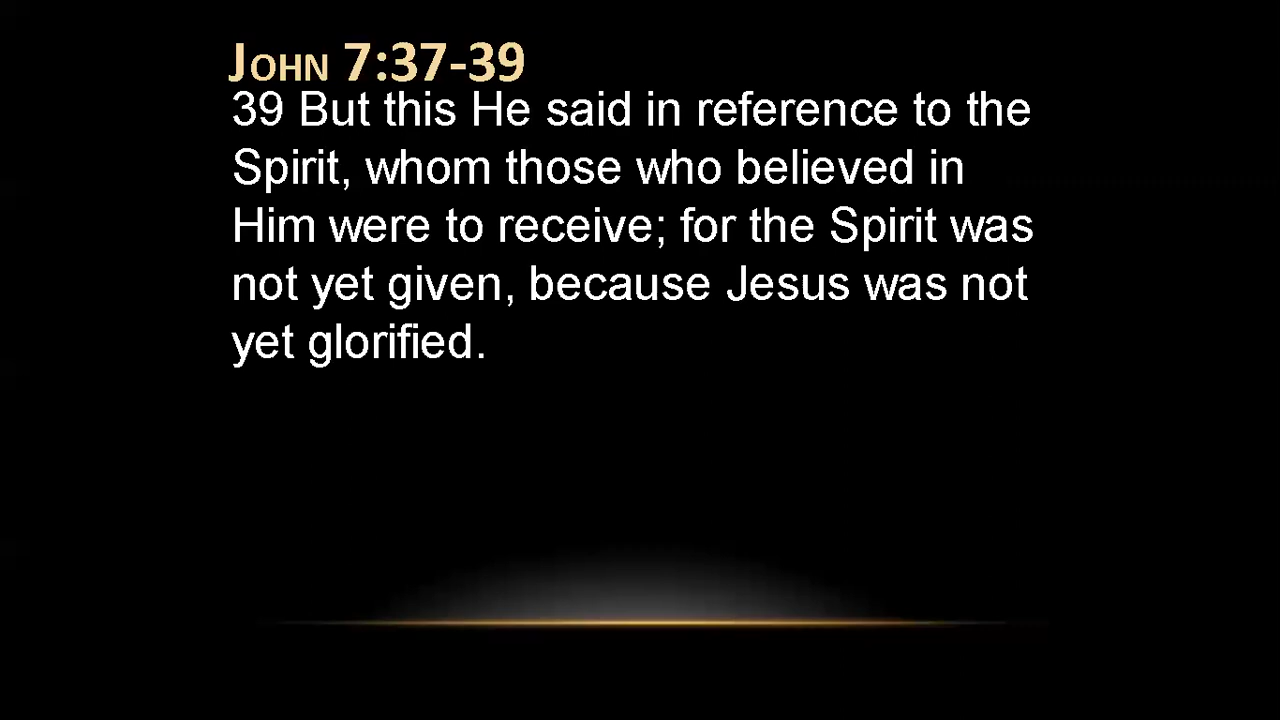 John 7:37-39
39 But this He said in reference to the
Spirit, whom those who believed in
Him were to receive; for the Spirit was
not yet given, because Jesus was not
yet glorified.